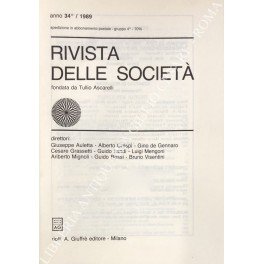 anno 34° / 1989
spedizione in abbonamento postale - gruppo 4° - 70%
RIVISTA
DELLE SOCIETÀ
fondata da Tullio Ascarelli
direttori:
Giuseppe Auletta - Alberto Crespi - Gino de Gennaro
Cesare Grassetti - Guido - Luigi Mengoni
Ariberto Mignoli - Guido Rossi - Bruno Visentini
dott. A. Giuffrè editore - Milano